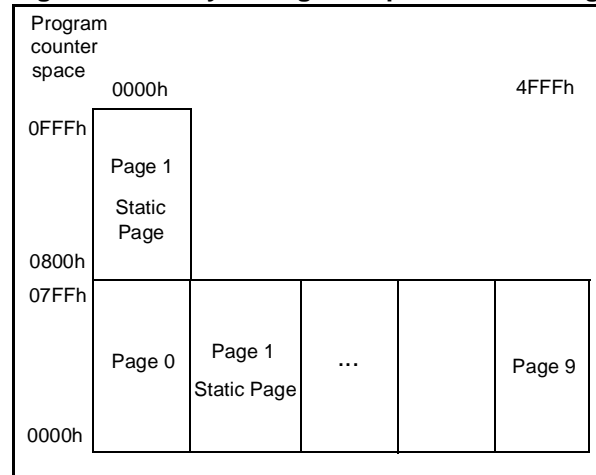 Program
counter
space
0000h
4FFFh
0FFFh
Page 1
Static
Page
0800h
07FFh
Page 0
Page 1
Static Page
...
Page 9
0000h